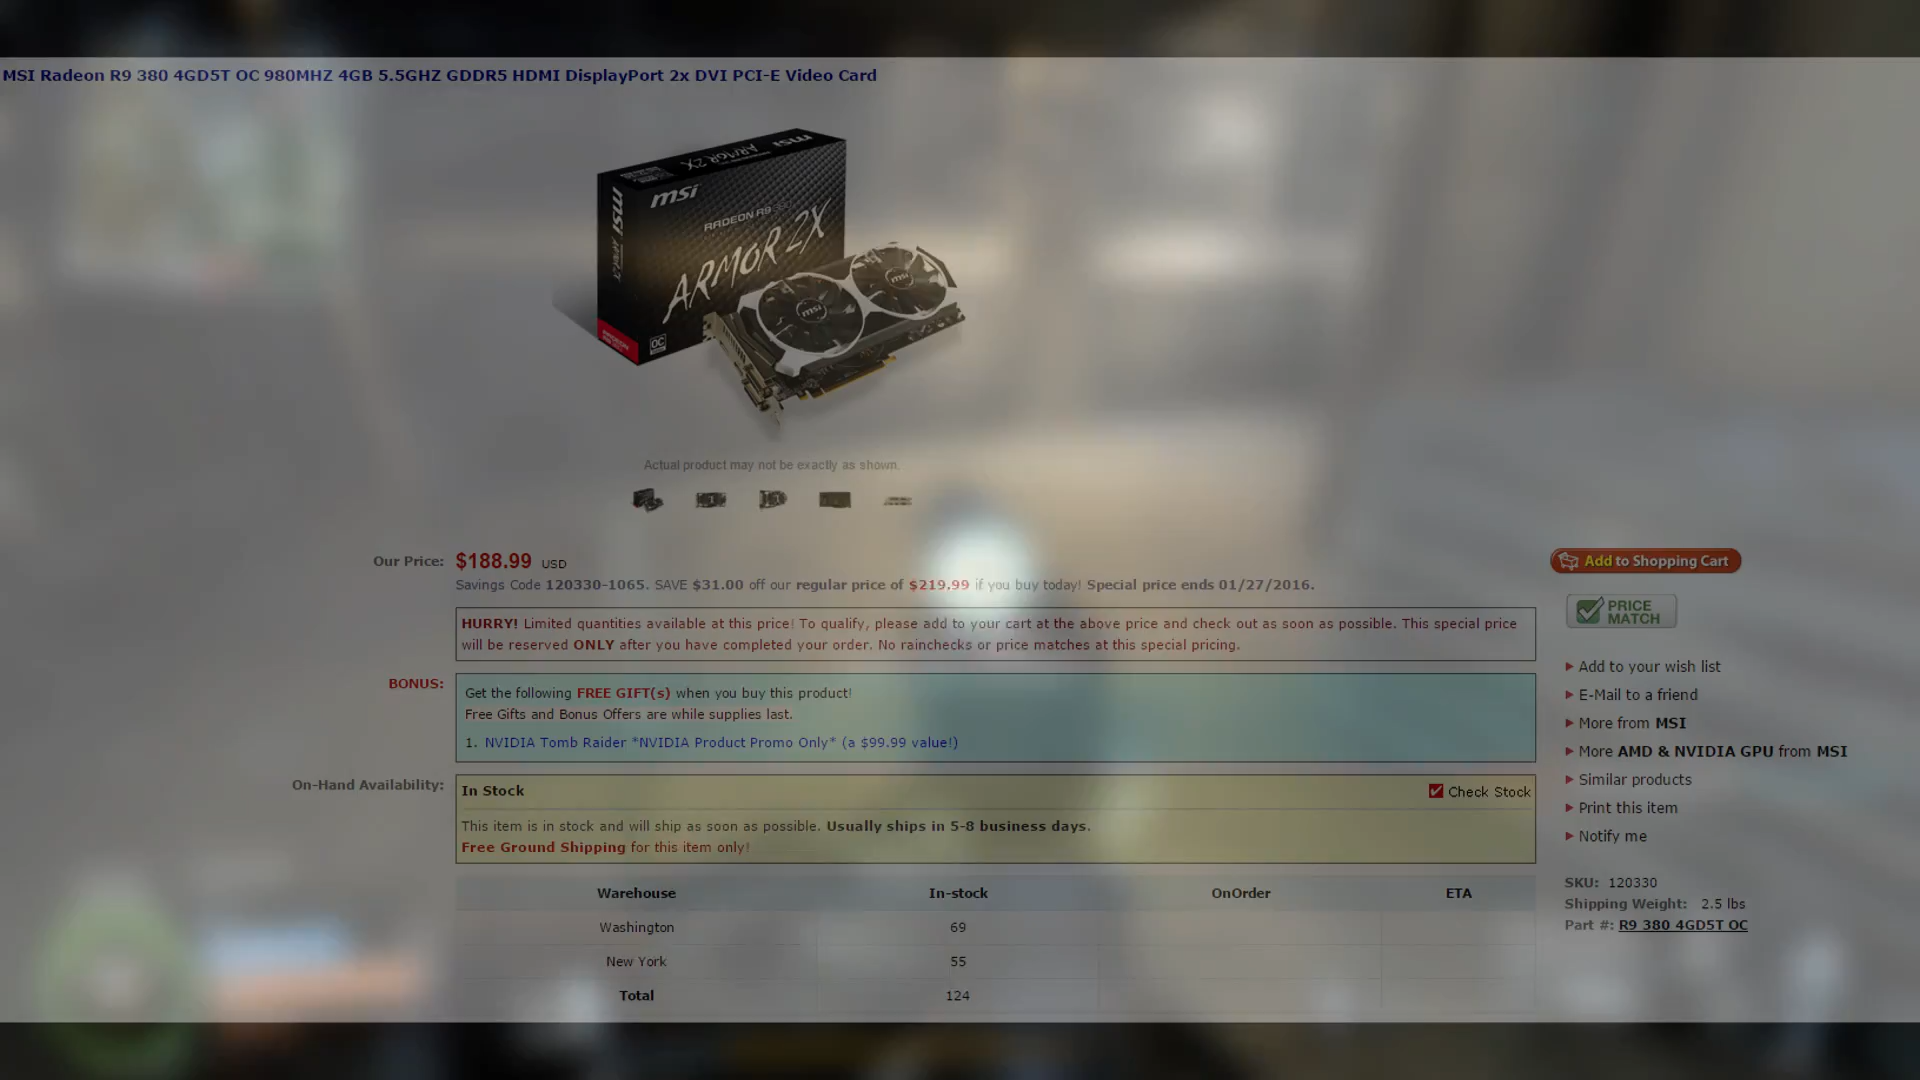 MSI Radeon R9 380 4GD5T OC 980MHZ 4GB 5.5GHZ GDDR5 HDMI DisplayPort 2x DVI PCI-E Video Card
msi
ARMOR 2X
msi
msi
RADEON R9 380
ARMOR 2X
OC
msi
msi
Actual product may not be exactly as shown.
Our Price: $188.99 USD
Savings Code 120330-1065. SAVE $31.00 off our regular price of $219.99 if you buy today! Special price ends 01/27/2016.
HURRY! Limited quantities available at this price! To qualify, please add to your cart at the above price and check out as soon as possible. This special price
will be reserved ONLY after you have completed your order. No rainchecks or price matches at this special pricing.
BONUS: Get the following FREE GIFT(s) when you buy this product!
Free Gifts and Bonus Offers are while supplies last.
1. NVIDIA Tomb Raider *NVIDIA Product Promo Only* (a $99.99 value!)
On-Hand Availability: In Stock Check Stock
This item is in stock and will ship as soon as possible. Usually ships in 5-8 business days.
Free Ground Shipping for this item only!
Warehouse In-stock OnOrder ETA
Washington 69
New York 55
Total 124
Add to Shopping Cart
PRICE
MATCH
Add to your wish list
E-Mail to a friend
More from MSI
More AMD & NVIDIA GPU from MSI
Similar products
Print this item
Notify me
SKU: 120330
Shipping Weight: 2.5 lbs
Part #: R9 380 4GD5T OC